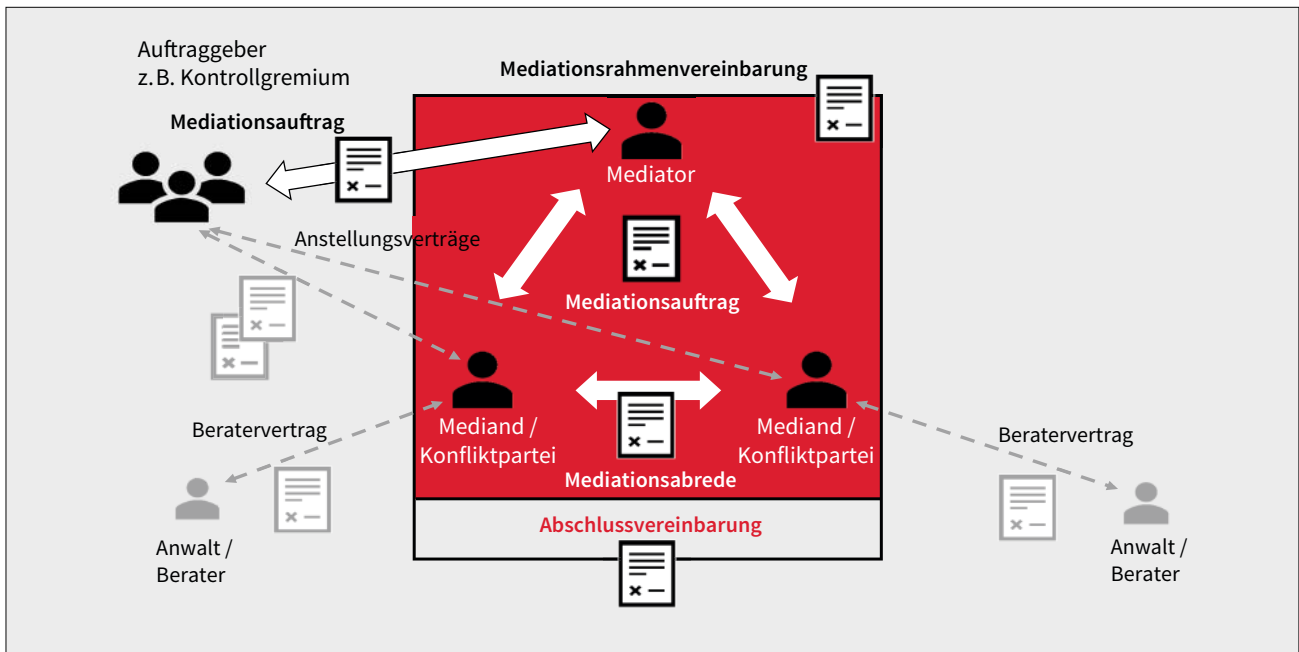 Auftraggeber
z. B. Kontrollgremium
Mediationsrahmenvereinbarung
Mediationsauftrag
Mediator
Anstellungsverträge
Mediationsauftrag
Beratervertrag
Mediand /
Konfliktpartei
Mediand /
Konfliktpartei
Beratervertrag
Mediationsabrede
Abschlussvereinbarung
Anwalt /
Berater
Anwalt /
Berater